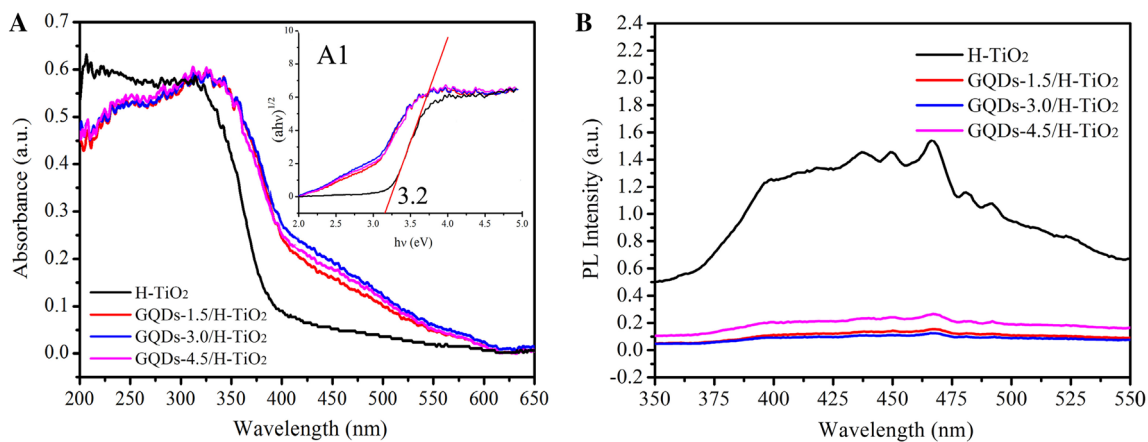 A
0.7
0.6
0.5
0.4
0.3
0.2
0.1
0.0
Absorbance (a.u.)
200 250 300 350 400 450 500 550 600 650
Wavelength (nm)
H-TiO2
GQDs-1.5/H-TiO2
GQDs-3.0/H-TiO2
GQDs-4.5/H-TiO2
A1
10
8
6
4
2
0
(ahv)1/2
3.2
2.0 2.5 3.0 3.5 4.0 4.5 5.0
hv (eV)
B
2.4
2.2
2.0
1.8
1.6
1.4
1.2
1.0
0.8
0.6
0.4
0.2
0.0
-0.2
PL Intensity (a.u.)
H-TiO2
GQDs-1.5/H-TiO2
GQDs-3.0/H-TiO2
GQDs-4.5/H-TiO2
350 375 400 425 450 475 500 525 550
Wavelength (nm)